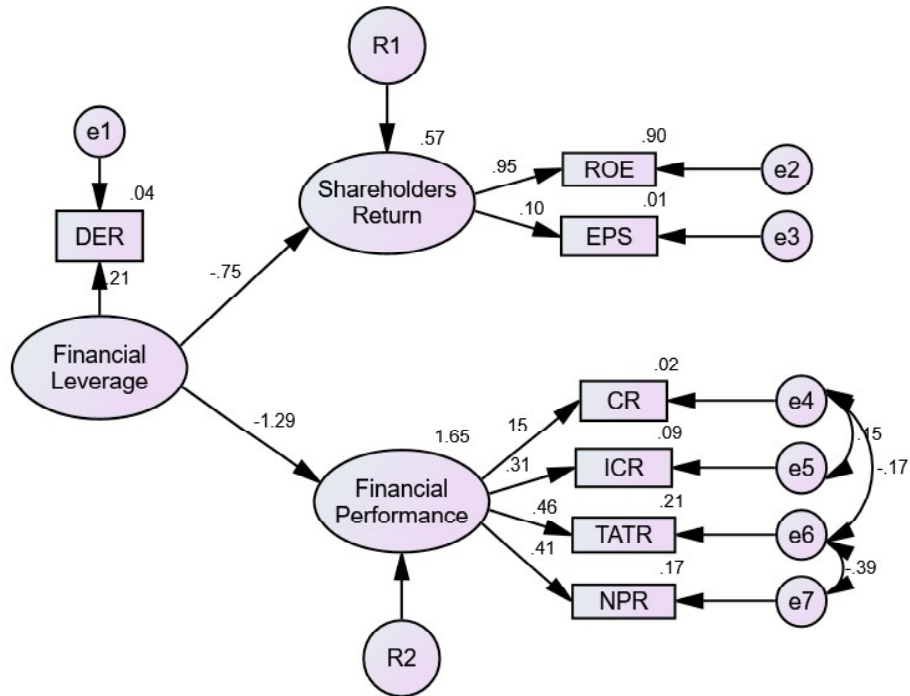 R1
e1
.57
.90
.04
.95
ROE
e2
Shareholders
Return
DER
.10
.01
EPS
e3
.21
-.75
Financial
Leverage
.02
CR
e4
-1.29
1.65
15
.09
.15
.31
ICR
e5
-.17
Financial
Performance
.46
.21
TATR
e6
.41
.17
-.39
NPR
e7
R2